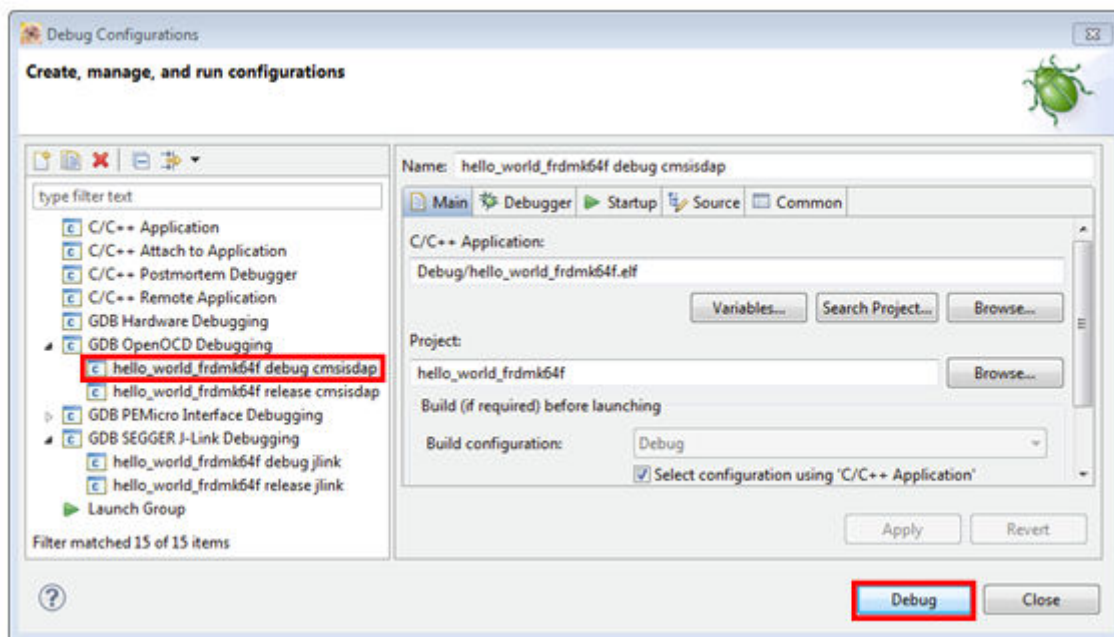 Debug Configurations
Create, manage, and run configurations
type filter text
C/C++ Application
C/C++ Attach to Application
C/C++ Postmortem Debugger
C/C++ Remote Application
GDB Hardware Debugging
GDB OpenOCD Debugging
hello_world_frdmk64f debug cmsisdap
hello_world_frdmk64f release cmsisdap
GDB PEMicro Interface Debugging
GDB SEGGER J-Link Debugging
hello_world_frdmk64f debug jlink
hello_world_frdmk64f release jlink
Launch Group
Filter matched 15 of 15 items
Name: hello_world_frdmk64f debug cmsisdap
Main Debugger Startup Source Common
C/C++ Application:
Debug/hello_world_frdmk64f.elf
Variables... Search Project... Browse...
Project:
hello_world_frdmk64f Browse...
Build (if required) before launching
Build configuration: Debug
Select configuration using 'C/C++ Application'
Apply Revert
Debug Close